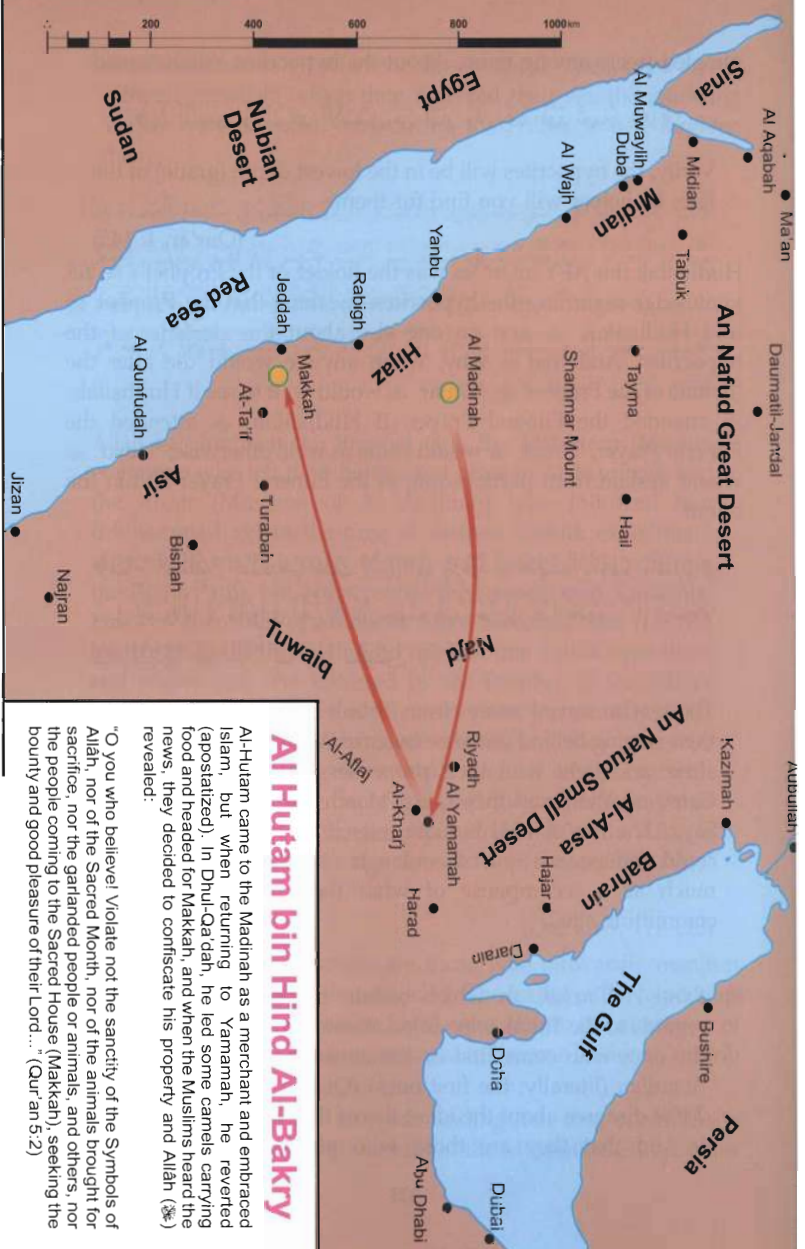 Al Aqabah
Ma'an
Sinai
Midian
Al Muwaylih
Duba
Midian
Tabuk
An Nafud Great Desert
Daumatil-Jandal
Tayma
Al Wajh
Egypt
Shammar Mount
Hail
Yanbu
Al Madinah
Hijaz
Rabigh
Red Sea
Jeddah
Makkah
At-Ta'if
Turabah
Nubian
Desert
Sudan
Al Qunfudah
Asir
Bishah
Jizan
Najran
Tuwaiq
Najd
Riyadh
Al Yamamah
Al-Kharj
Al-Aflaj
Harad
An Nafud Small Desert
Al-Ahsa
Bahrain
Hajar
Kazimah
Aubullah
Darain
The Gulf
Doha
Bushire
Persia
Abu Dhabi
Dubai
200
400
600
800
1000km
Al Hutam bin Hind Al-Bakry
Al-Hutam came to the Madinah as a merchant and embraced
Islam, but when returning to Yamamah, he reverted
(apostatized). In Dhul-Qa'dah, he led some camels carrying
food and headed for Makkah, and when the Muslims heard the
news, they decided to confiscate his property and Allâh (ﷻ)
revealed:
"O you who believe! Violate not the sanctity of the Symbols of
Allâh, nor of the Sacred Month, nor of the animals brought for
sacrifice, nor the garlanded people or animals, and others, nor
the people coming to the Sacred House (Makkah), seeking the
bounty and good pleasure of their Lord..." (Qur'an 5:2)